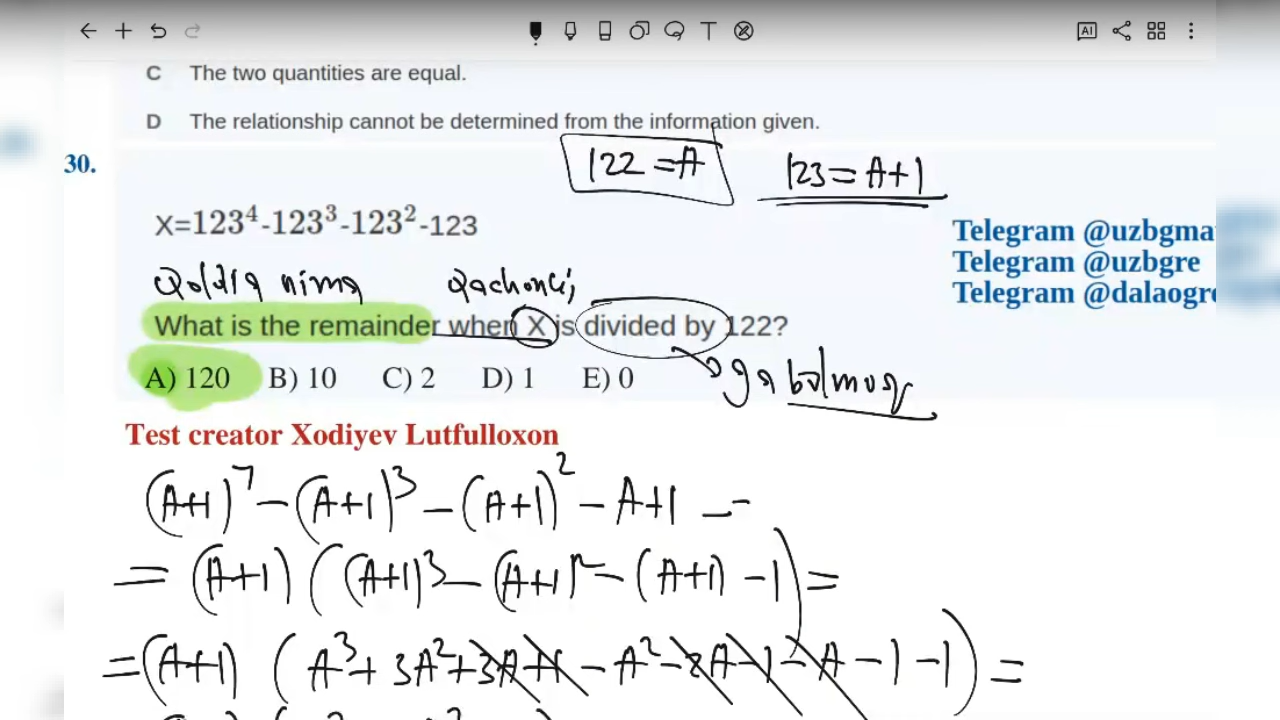 C The two quantities are equal.
D The relationship cannot be determined from the information given.
30.
122 = A
123 = A+1
X=123⁴-123³-123²-123
Telegram @uzbgma
Telegram @uzbgre
Telegram @dalaogre
Qoldiq nima Qachonki;
What is the remainder when X is divided by 122?
A) 120 B) 10 C) 2 D) 1 E) 0
ga bo'lmoq
Test creator Xodiyev Lutfulloxon
(A+1)⁴ - (A+1)³ - (A+1)² - A+1 =
= (A+1) ((A+1)³ - (A+1)² - (A+1) - 1) =
= (A+1) (A³ + 3A² + 3A + 1 - A² - 2A - 1 - A - 1 - 1) =